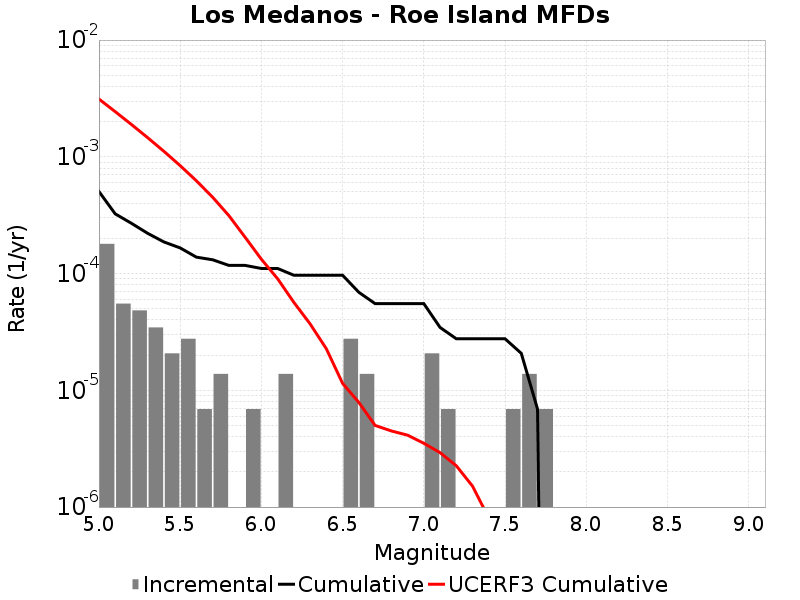 Los Medanos - Roe Island MFDs
10-2
10-3
10-4
10-5
10-6
Rate (1/yr)
5.0 5.5 6.0 6.5 7.0 7.5 8.0 8.5 9.0
Magnitude
Incremental Cumulative UCERF3 Cumulative